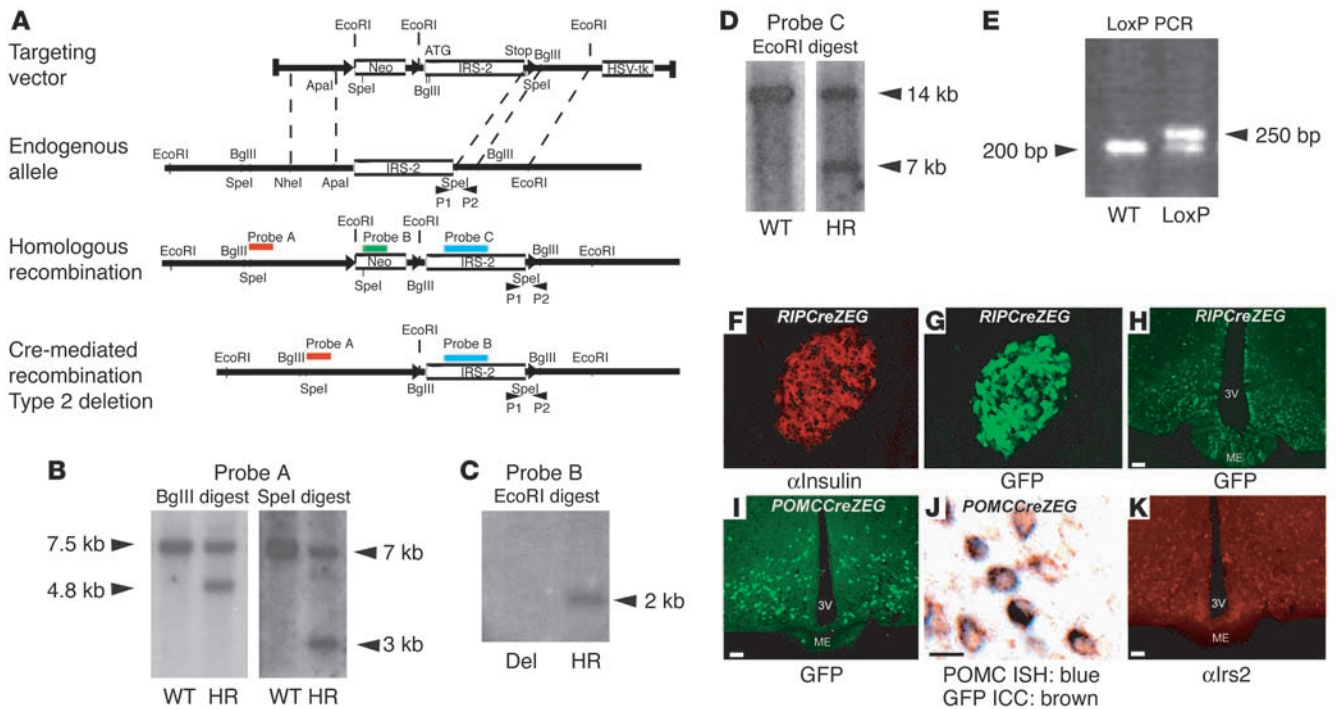 A
Targeting
vector
EcoRI EcoRI EcoRI
ATG Stop BglII
Neo IRS-2 HSV-tk
ApaI SpeI BglII SpeI
Endogenous
allele
EcoRI BglII BglII
IRS-2
SpeI NheI ApaI SpeI EcoRI
P1 P2
Homologous
recombination
EcoRI EcoRI
Probe A Probe B Probe C
EcoRI BglII BglII EcoRI
Neo IRS-2
SpeI SpeI BglII SpeI
P1 P2
Cre-mediated
recombination
Type 2 deletion
EcoRI
Probe A Probe B
EcoRI BglII BglII EcoRI
IRS-2
SpeI BglII SpeI
P1 P2
B
Probe A
BglII digest SpeI digest
7.5 kb
7 kb
4.8 kb
3 kb
WT HR WT HR
C
Probe B
EcoRI digest
2 kb
Del HR
D
Probe C
EcoRI digest
14 kb
7 kb
WT HR
E
LoxP PCR
250 bp
200 bp
WT LoxP
F RIPCreZEG
αInsulin
G RIPCreZEG
GFP
H RIPCreZEG
3V
ME
GFP
I POMCCreZEG
3V
ME
GFP
J POMCCreZEG
POMC ISH: blue
GFP ICC: brown
K
3V
ME
αIrs2